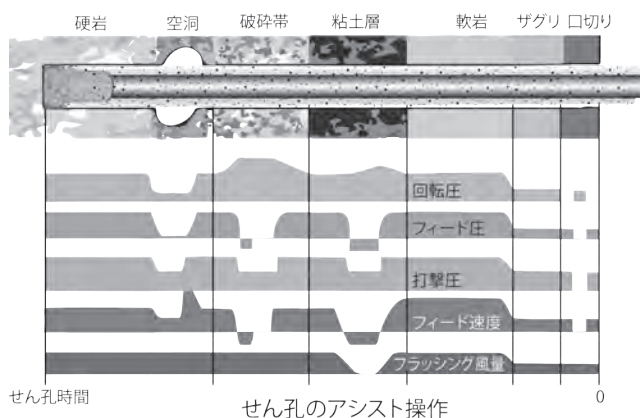 硬岩 空洞 破砕帯 粘土層 軟岩 ザグリ 口切り
回転圧
フィード圧
打撃圧
フィード速度
フラッシング風量
せん孔時間 0
せん孔のアシスト操作